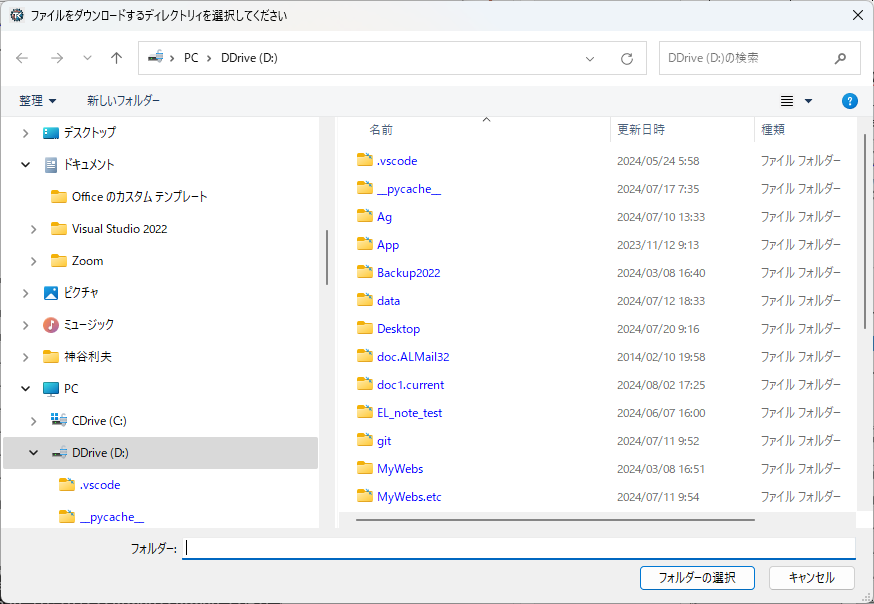 ファイルをダウンロードするディレクトリィを選択してください
PC > DDrive (D:)
DDrive (D:)の検索
整理
新しいフォルダー
デスクトップ
ドキュメント
Office のカスタム テンプレート
Visual Studio 2022
Zoom
ピクチャ
ミュージック
神谷利夫
PC
CDrive (C:)
DDrive (D:)
.vscode
__pycache__
名前 更新日時 種類
.vscode 2024/05/24 5:58 ファイル フォルダー
__pycache__ 2024/07/17 7:35 ファイル フォルダー
Ag 2024/07/10 13:33 ファイル フォルダー
App 2023/11/12 9:13 ファイル フォルダー
Backup2022 2024/03/08 16:40 ファイル フォルダー
data 2024/07/12 18:33 ファイル フォルダー
Desktop 2024/07/20 9:16 ファイル フォルダー
doc.ALMail32 2014/02/10 19:58 ファイル フォルダー
doc1.current 2024/08/02 17:25 ファイル フォルダー
EL_note_test 2024/06/07 16:00 ファイル フォルダー
git 2024/07/11 9:52 ファイル フォルダー
MyWebs 2024/03/08 16:51 ファイル フォルダー
MyWebs.etc 2024/07/11 9:54 ファイル フォルダー
フォルダー:
フォルダーの選択
キャンセル